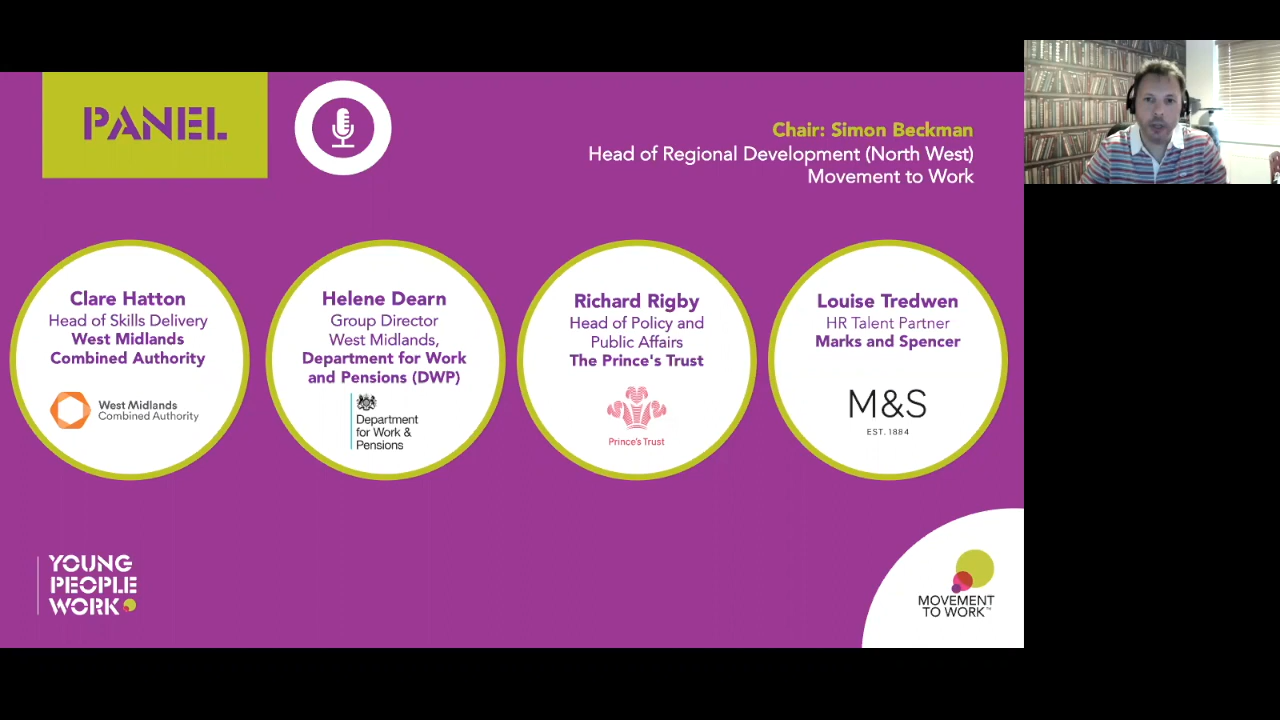 PANEL
Chair: Simon Beckman
Head of Regional Development (North West)
Movement to Work
Clare Hatton
Head of Skills Delivery
West Midlands
Combined Authority
West Midlands
Combined Authority
Helene Dearn
Group Director
West Midlands,
Department for Work
and Pensions (DWP)
Department
for Work &
Pensions
Richard Rigby
Head of Policy and
Public Affairs
The Prince's Trust
Prince's Trust
Louise Tredwen
HR Talent Partner
Marks and Spencer
M&S
EST. 1884
YOUNG
PEOPLE
WORK
MOVEMENT
TO WORK™